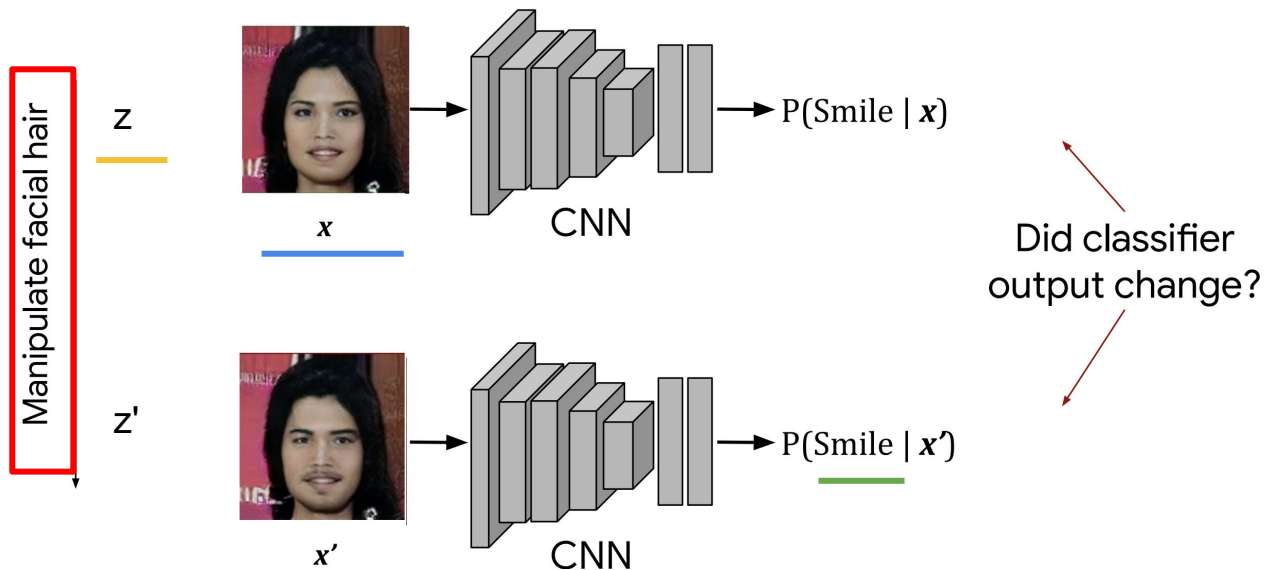 Manipulate facial hair
z
x
CNN
P(Smile | x)
Did classifier
output change?
z'
x'
CNN
P(Smile | x')